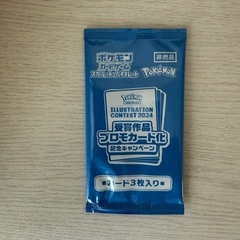 ポケモン
カードゲーム
スカーレット&バイオレット
非売品
Pokémon
ILLUSTRATION
CONTEST 2024
受賞作品
プロモカード化
記念キャンペーン
■カード3枚入り■